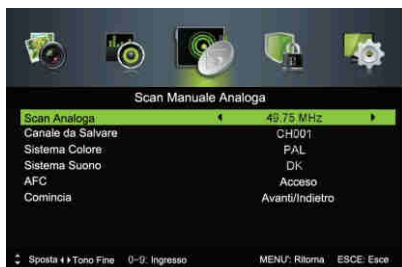 Scan Manuale Analoga
Scan Analoga 49.75 MHz
Canale da Salvare CH001
Sistema Colore PAL
Sistema Suono DK
AFC Acceso
Comincia Avanti/Indietro
Sposta Tono Fine 0~9: Ingresso MENU': Ritorna ESCE: Esce